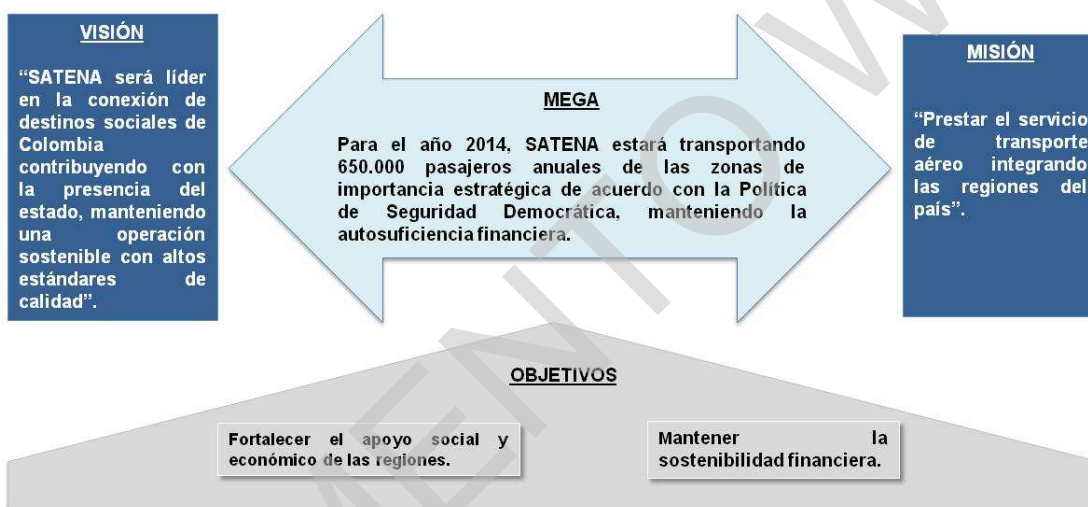 VISIÓN
“SATENA será líder
en la conexión de
destinos sociales de
Colombia
contribuyendo con
la presencia del
estado, manteniendo
una operación
sostenible con altos
estándares de
calidad”.
MEGA
Para el año 2014, SATENA estará transportando
650.000 pasajeros anuales de las zonas de
importancia estratégica de acuerdo con la Política
de Seguridad Democrática, manteniendo la
autosuficiencia financiera.
MISIÓN
“Prestar el servicio
de transporte
aéreo integrando
las regiones del
país”.
OBJETIVOS
Fortalecer el apoyo social y
económico de las regiones.
Mantener la
sostenibilidad financiera.
MENTO V